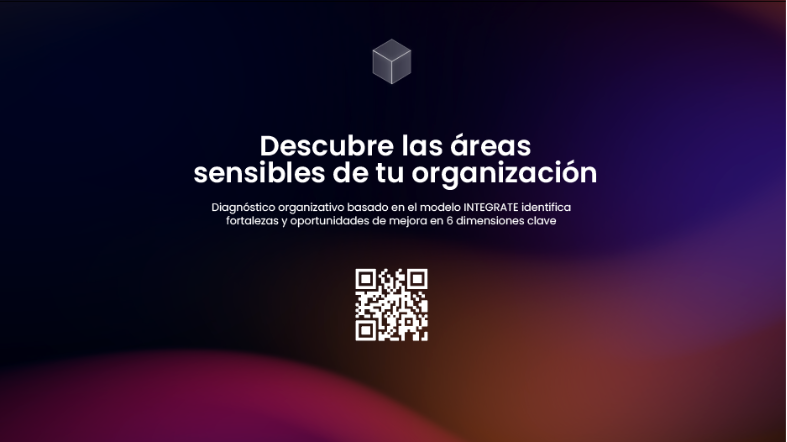 Descubre las áreas
sensibles de tu organización
Diagnóstico organizativo basado en el modelo INTEGRATE identifica
fortalezas y oportunidades de mejora en 6 dimensiones clave